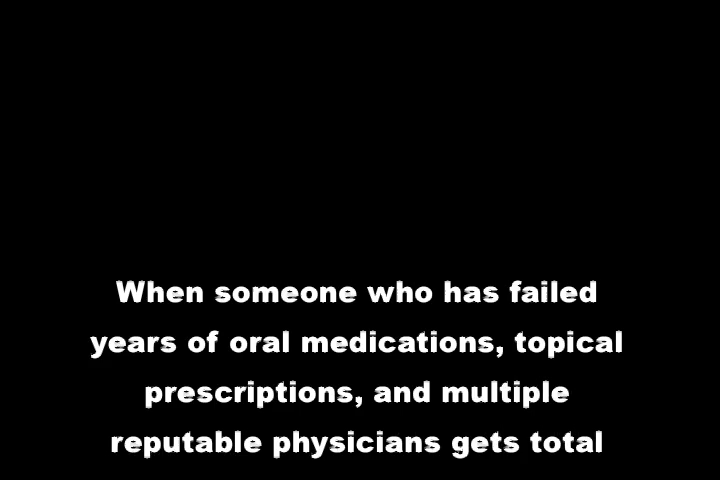 When someone who has failed
years of oral medications, topical
prescriptions, and multiple
reputable physicians gets total